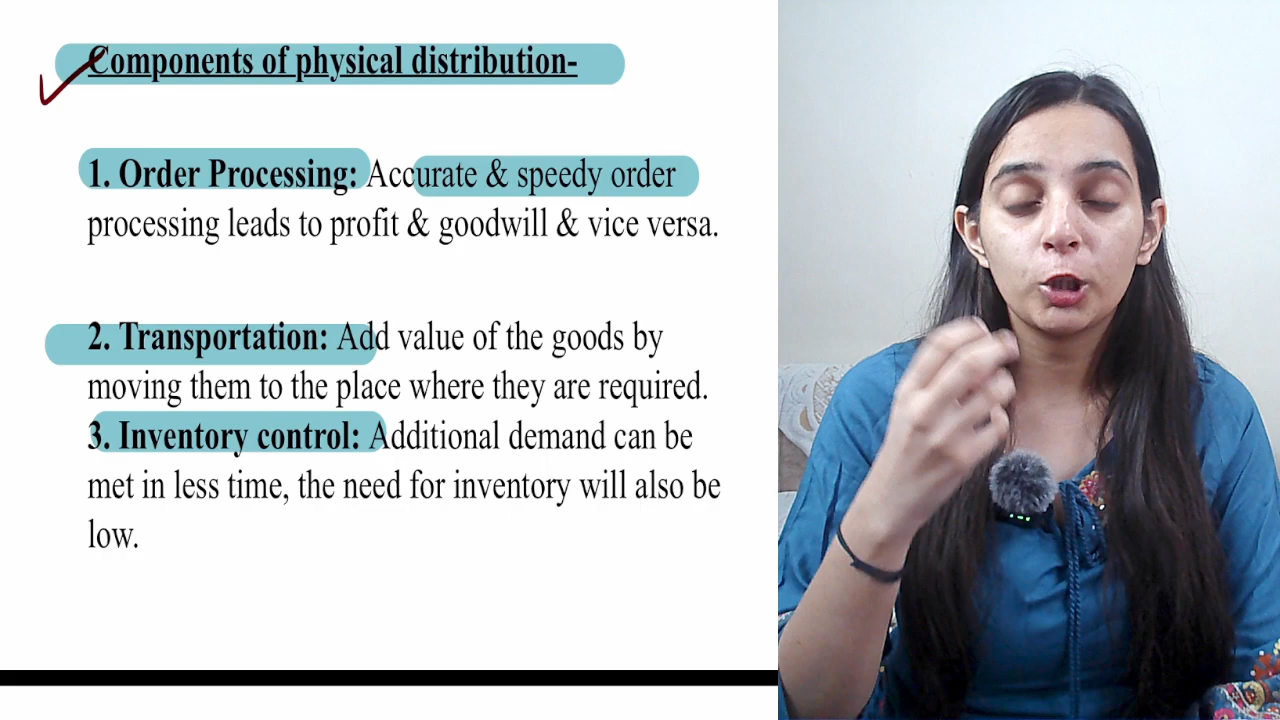 Components of physical distribution-
1. Order Processing: Accurate & speedy order
processing leads to profit & goodwill & vice versa.
2. Transportation: Add value of the goods by
moving them to the place where they are required.
3. Inventory control: Additional demand can be
met in less time, the need for inventory will also be
low.